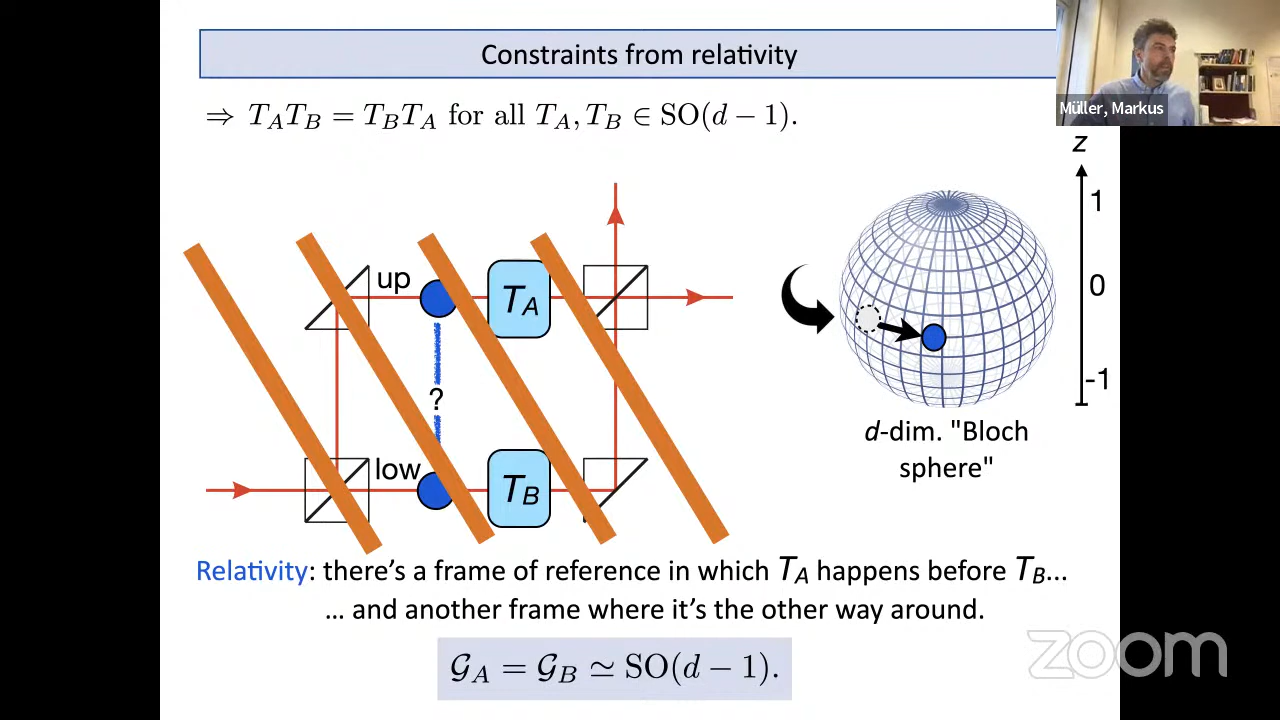 Constraints from relativity
Müller, Markus
⇒ T_A T_B = T_B T_A for all T_A, T_B ∈ SO(d − 1).
z
1
up
T_A
0
?
-1
low
T_B
d-dim. "Bloch
sphere"
Relativity: there's a frame of reference in which T_A happens before T_B...
... and another frame where it's the other way around.
𝒢_A = 𝒢_B ≃ SO(d − 1).
zoom